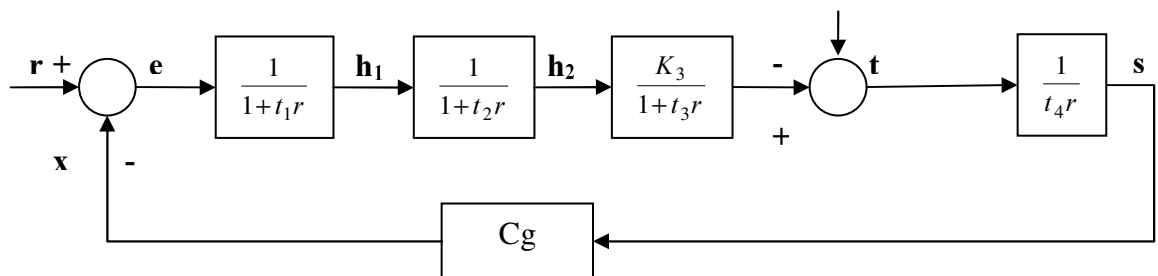 r + e 1/(1+t₁r) h₁ 1/(1+t₂r) h₂ K₃/(1+t₃r) - t 1/(t₄r) s
+
x -
Cg